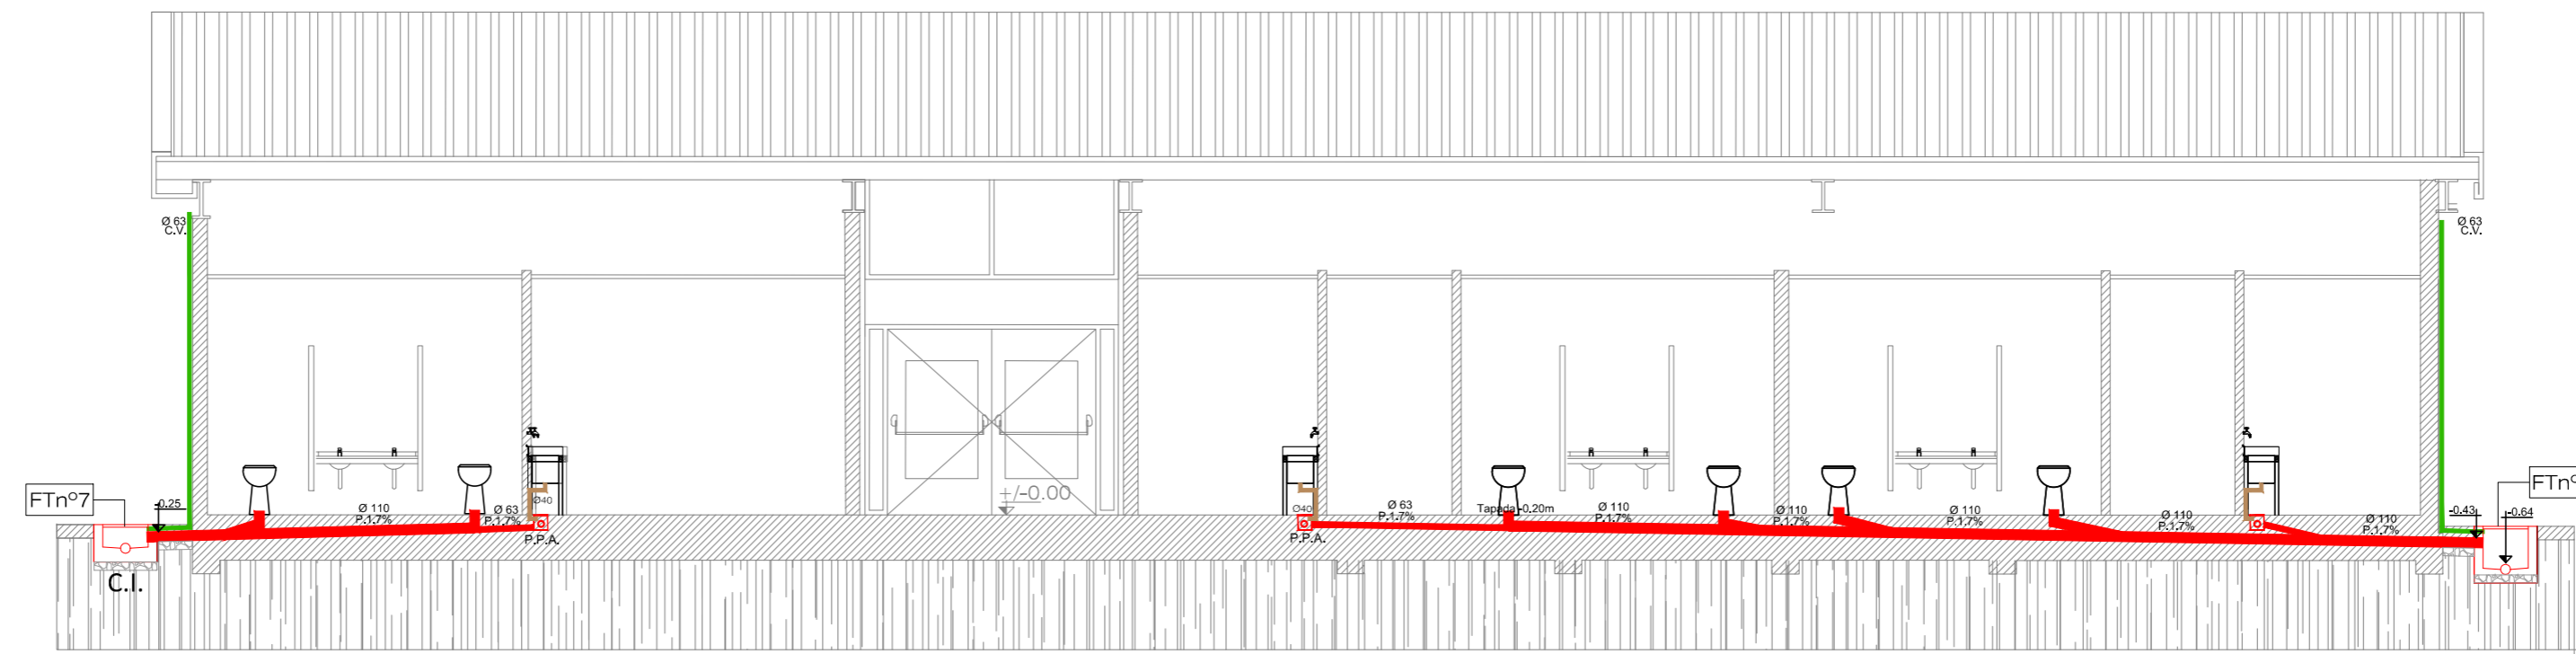 Ø 63
C.V.
Ø 63
C.V.
FTnº7
-0.25
Ø 110
P.1.7%
Ø 63
P.1.7%
Ø40
P.P.A.
C.I.
+/-0.00
Ø40
P.P.A.
Ø 63
P.1.7%
Tapada -0.20m
Ø 110
P.1.7%
Ø 110
P.1.7%
Ø 110
P.1.7%
Ø 110
P.1.7%
Ø 110
P.1.7%
-0.43
-0.64
FTnº